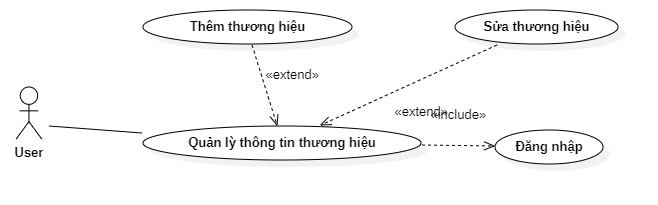 Thêm thương hiệu
Sửa thương hiệu
«extend»
«extend»
«include»
User
Quản lý thông tin thương hiệu
Đăng nhập